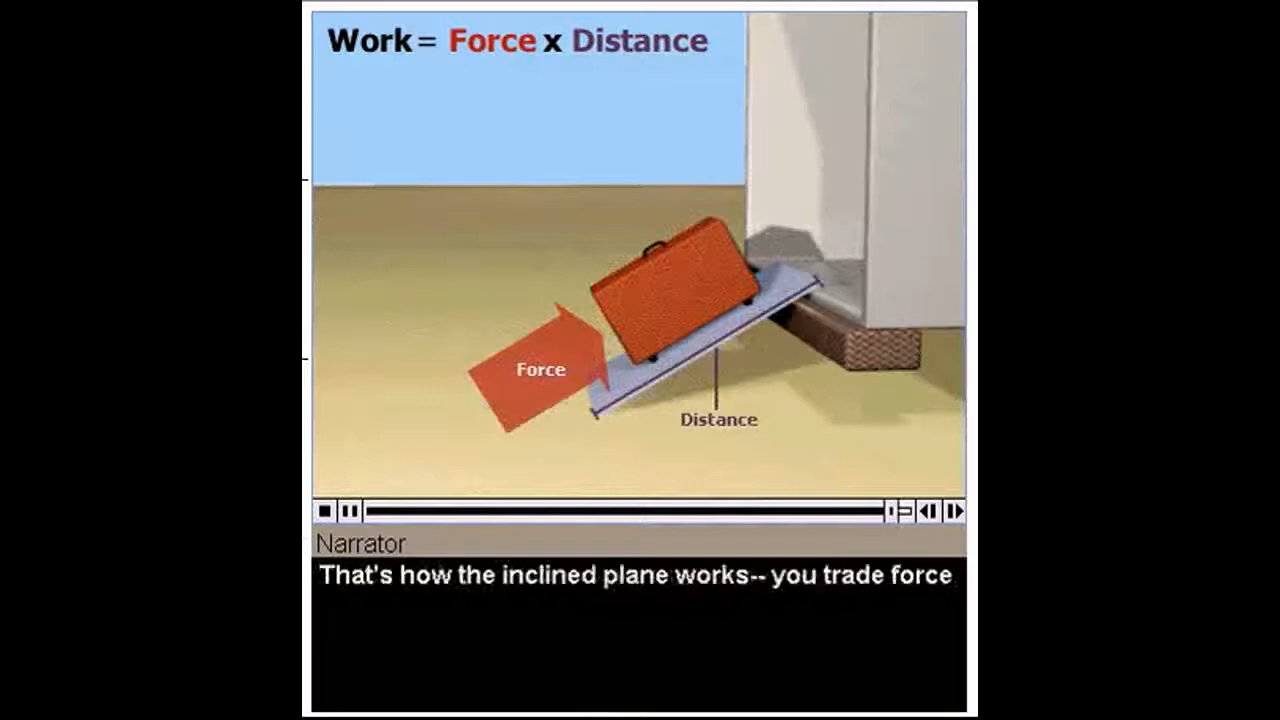 Work = Force x Distance
Force
Distance
Narrator
That's how the inclined plane works-- you trade force